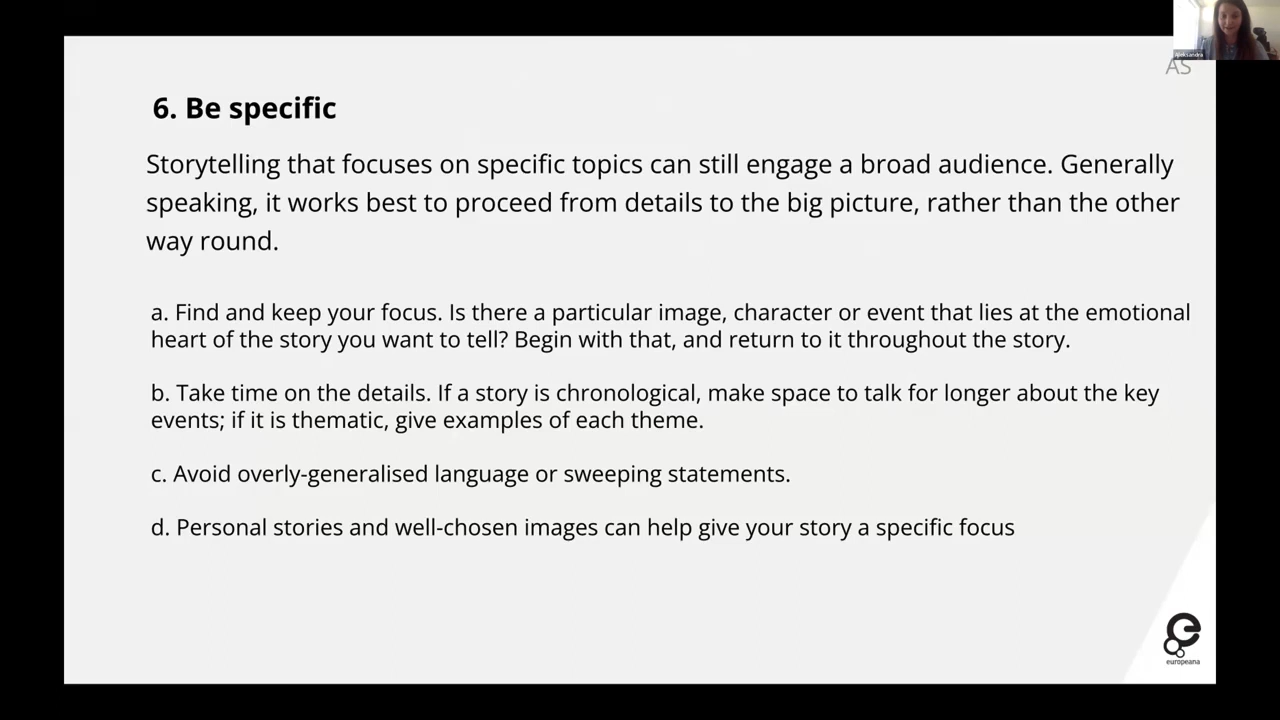 Aleksandra
AS
6. Be specific
Storytelling that focuses on specific topics can still engage a broad audience. Generally
speaking, it works best to proceed from details to the big picture, rather than the other
way round.
a. Find and keep your focus. Is there a particular image, character or event that lies at the emotional
heart of the story you want to tell? Begin with that, and return to it throughout the story.
b. Take time on the details. If a story is chronological, make space to talk for longer about the key
events; if it is thematic, give examples of each theme.
c. Avoid overly-generalised language or sweeping statements.
d. Personal stories and well-chosen images can help give your story a specific focus
europeana